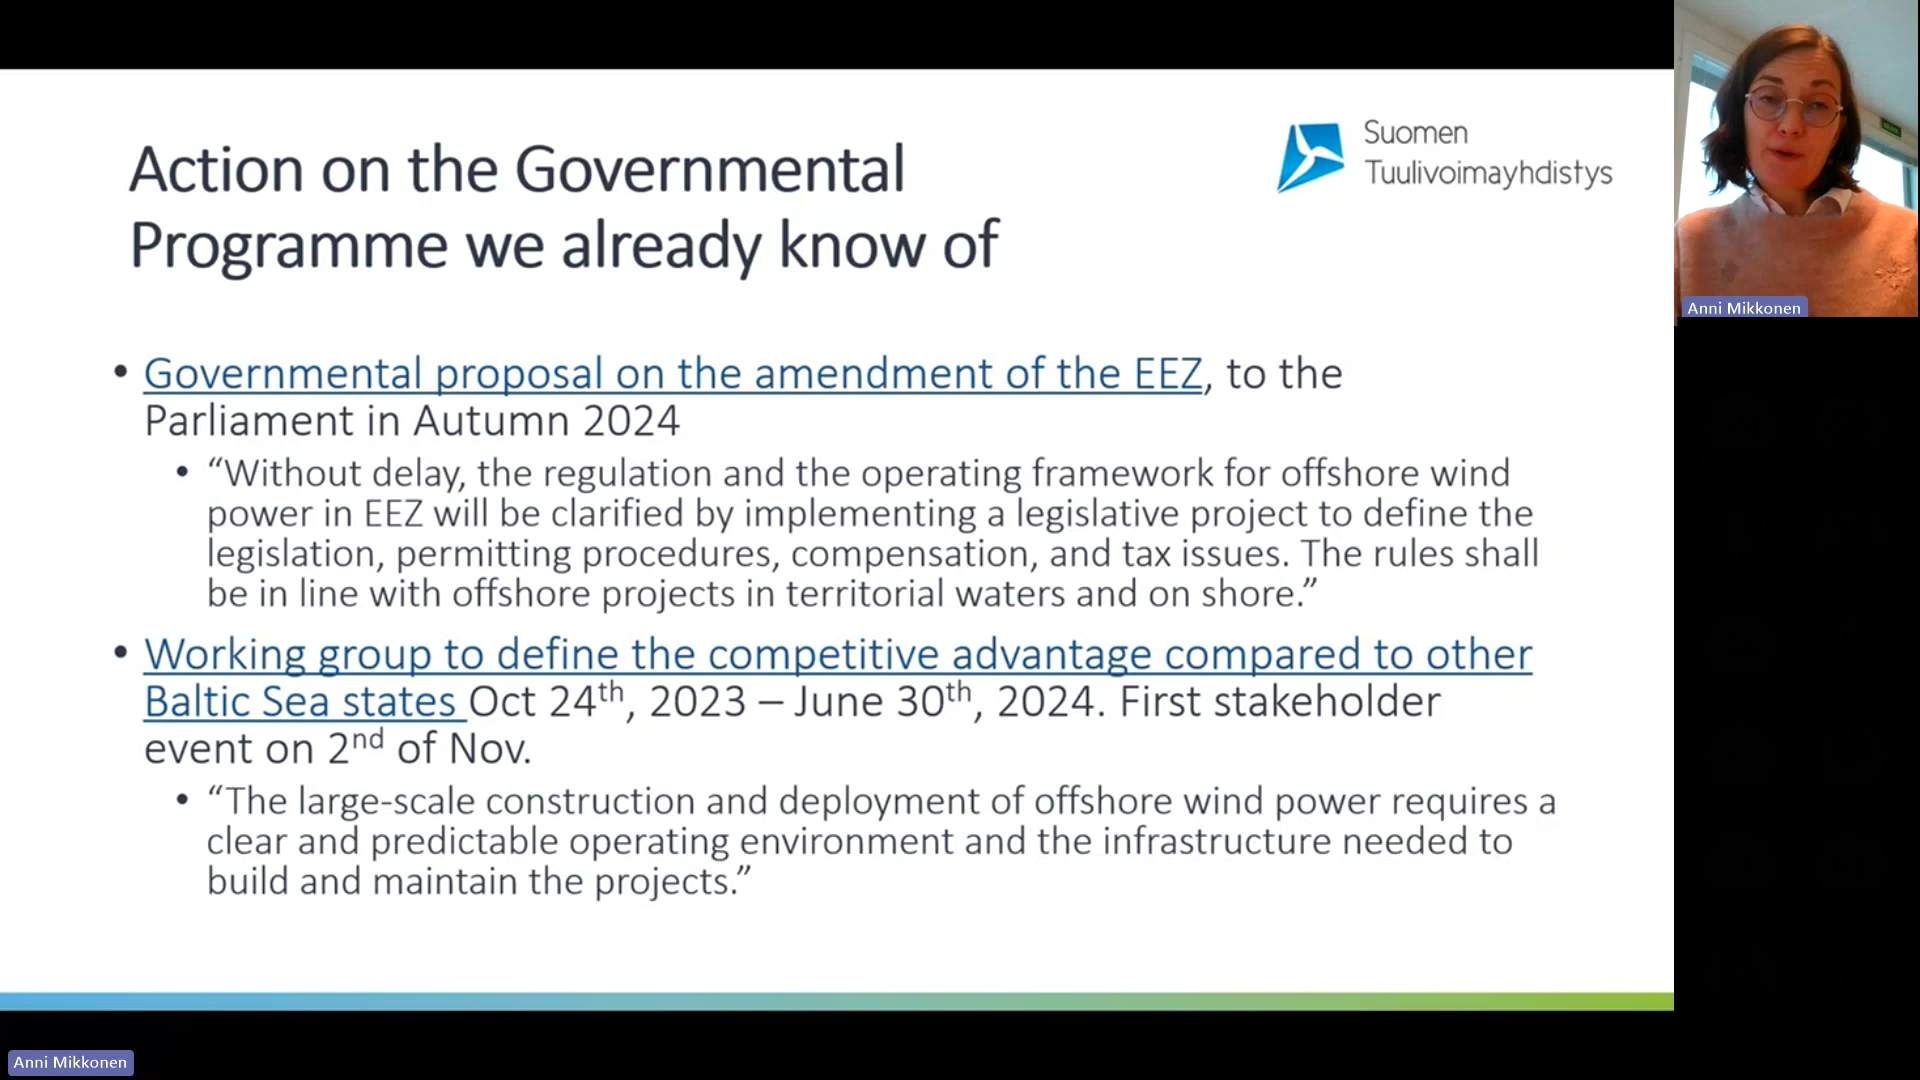 Action on the Governmental
Programme we already know of
Suomen
Tuulivoimayhdistys
• Governmental proposal on the amendment of the EEZ, to the
Parliament in Autumn 2024
• “Without delay, the regulation and the operating framework for offshore wind
power in EEZ will be clarified by implementing a legislative project to define the
legislation, permitting procedures, compensation, and tax issues. The rules shall
be in line with offshore projects in territorial waters and on shore.”
• Working group to define the competitive advantage compared to other
Baltic Sea states Oct 24th, 2023 – June 30th, 2024. First stakeholder
event on 2nd of Nov.
• “The large-scale construction and deployment of offshore wind power requires a
clear and predictable operating environment and the infrastructure needed to
build and maintain the projects.”
Anni Mikkonen
Anni Mikkonen